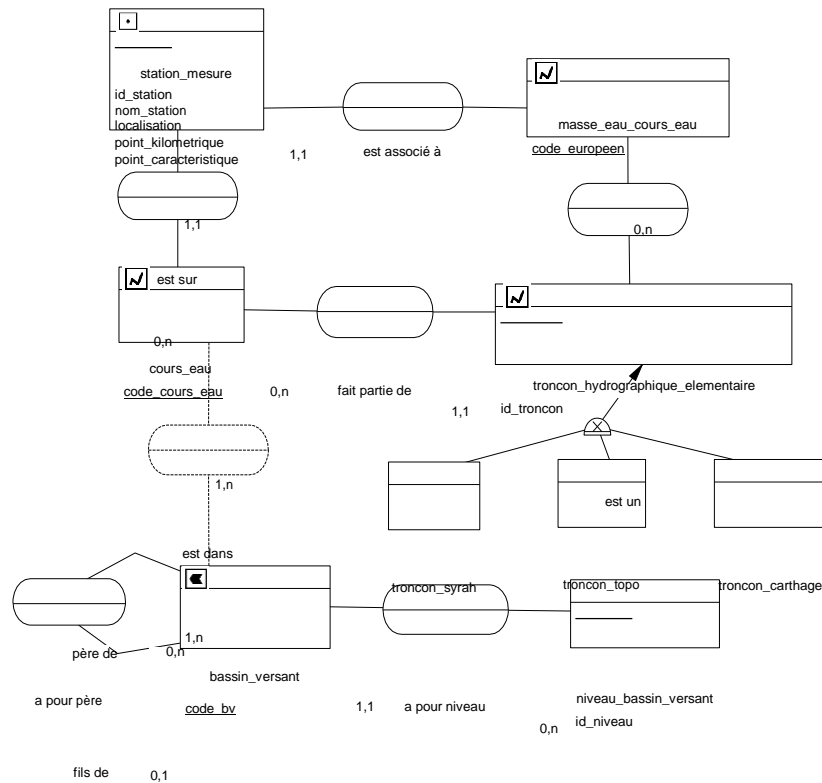 station_mesure
id_station
nom_station
localisation
point_kilometrique
point_caracteristique
masse_eau_cours_eau
1,1
est associé à
code_europeen
1,1
0,n
est sur
0,n
cours_eau
code_cours_eau
0,n
fait partie de
troncon_hydrographique_elementaire
1,1
id_troncon
1,n
est un
est dans
troncon_syrah
troncon_topo
troncon_carthage
1,n
père de
0,n
bassin_versant
a pour père
code_bv
1,1
a pour niveau
niveau_bassin_versant
0,n
id_niveau
fils de
0,1